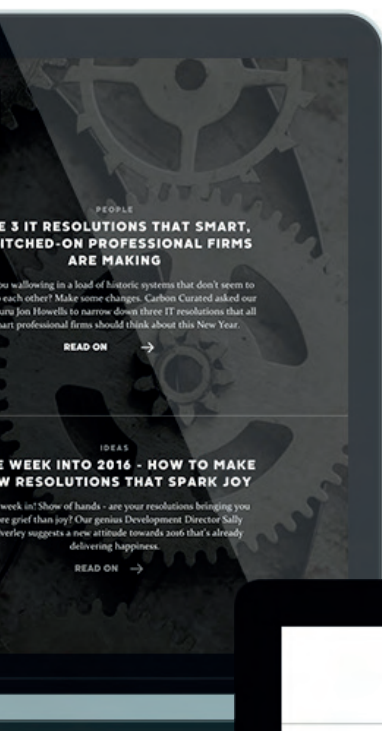 PEOPLE
E 3 IT RESOLUTIONS THAT SMART,
ITCHED-ON PROFESSIONAL FIRMS
ARE MAKING
ou wallowing in a load of historic systems that don't seem to
each other? Make some changes. Carbon Curated asked our
uru Jon Howells to narrow down three IT resolutions that all
art professional firms should think about this New Year.
READ ON
IDEAS
E WEEK INTO 2016 - HOW TO MAKE
W RESOLUTIONS THAT SPARK JOY
week in! Show of hands - are your resolutions bringing you
re grief than joy? Our genius Development Director Sally
verley suggests a new attitude towards 2016 that's already
delivering happiness.
READ ON